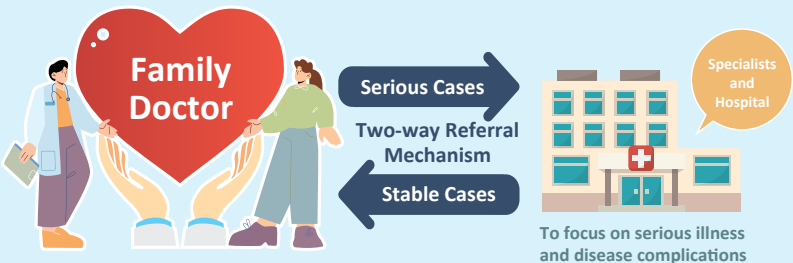 Family
Doctor
Serious Cases
Two-way Referral
Mechanism
Stable Cases
Specialists
and
Hospital
To focus on serious illness
and disease complications